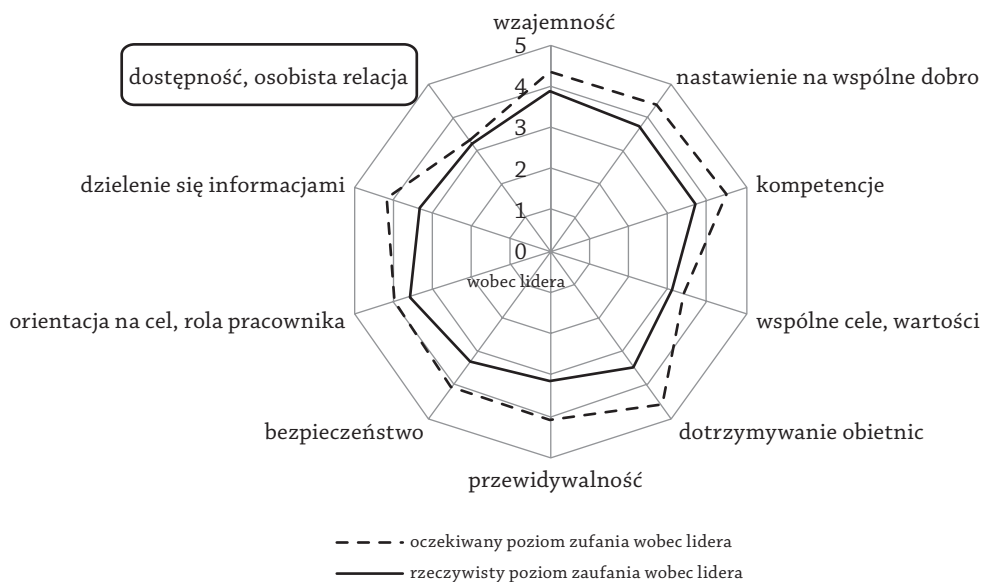 wzajemność
5
dostępność, osobista relacja
nastawienie na wspólne dobro
4
3
dzielenie się informacjami
kompetencje
2
1
0
wobec lidera
orientacja na cel, rola pracownika
wspólne cele, wartości
bezpieczeństwo
dotrzymywanie obietnic
przewidywalność
oczekiwany poziom zufania wobec lidera
rzeczywisty poziom zaufania wobec lidera